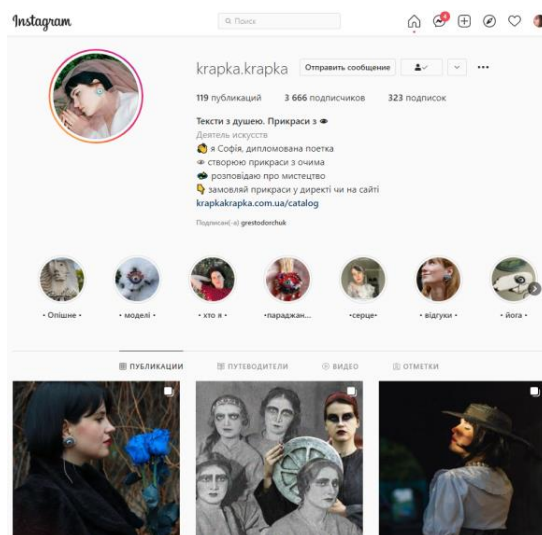 Instagram
Поиск
4
krapka.krapka
Отправить сообщение
119 публикаций 3 666 подписчиков 323 подписок
Тексти з душею. Прикраси з 👁
Деятель искусств
я Софія, дипломована поетка
👁 створюю прикраси з очима
розповідаю про мистецтво
👇 замовляй прикраси у директі чи на сайті
krapkakrapka.com.ua/catalog
Подписан(-а) grestodorchuk
• Опішне • • моделі • • хто я • •параджан... •серце• • відгуки • • йога •
ПУБЛИКАЦИИ ПУТЕВОДИТЕЛИ ВИДЕО ОТМЕТКИ